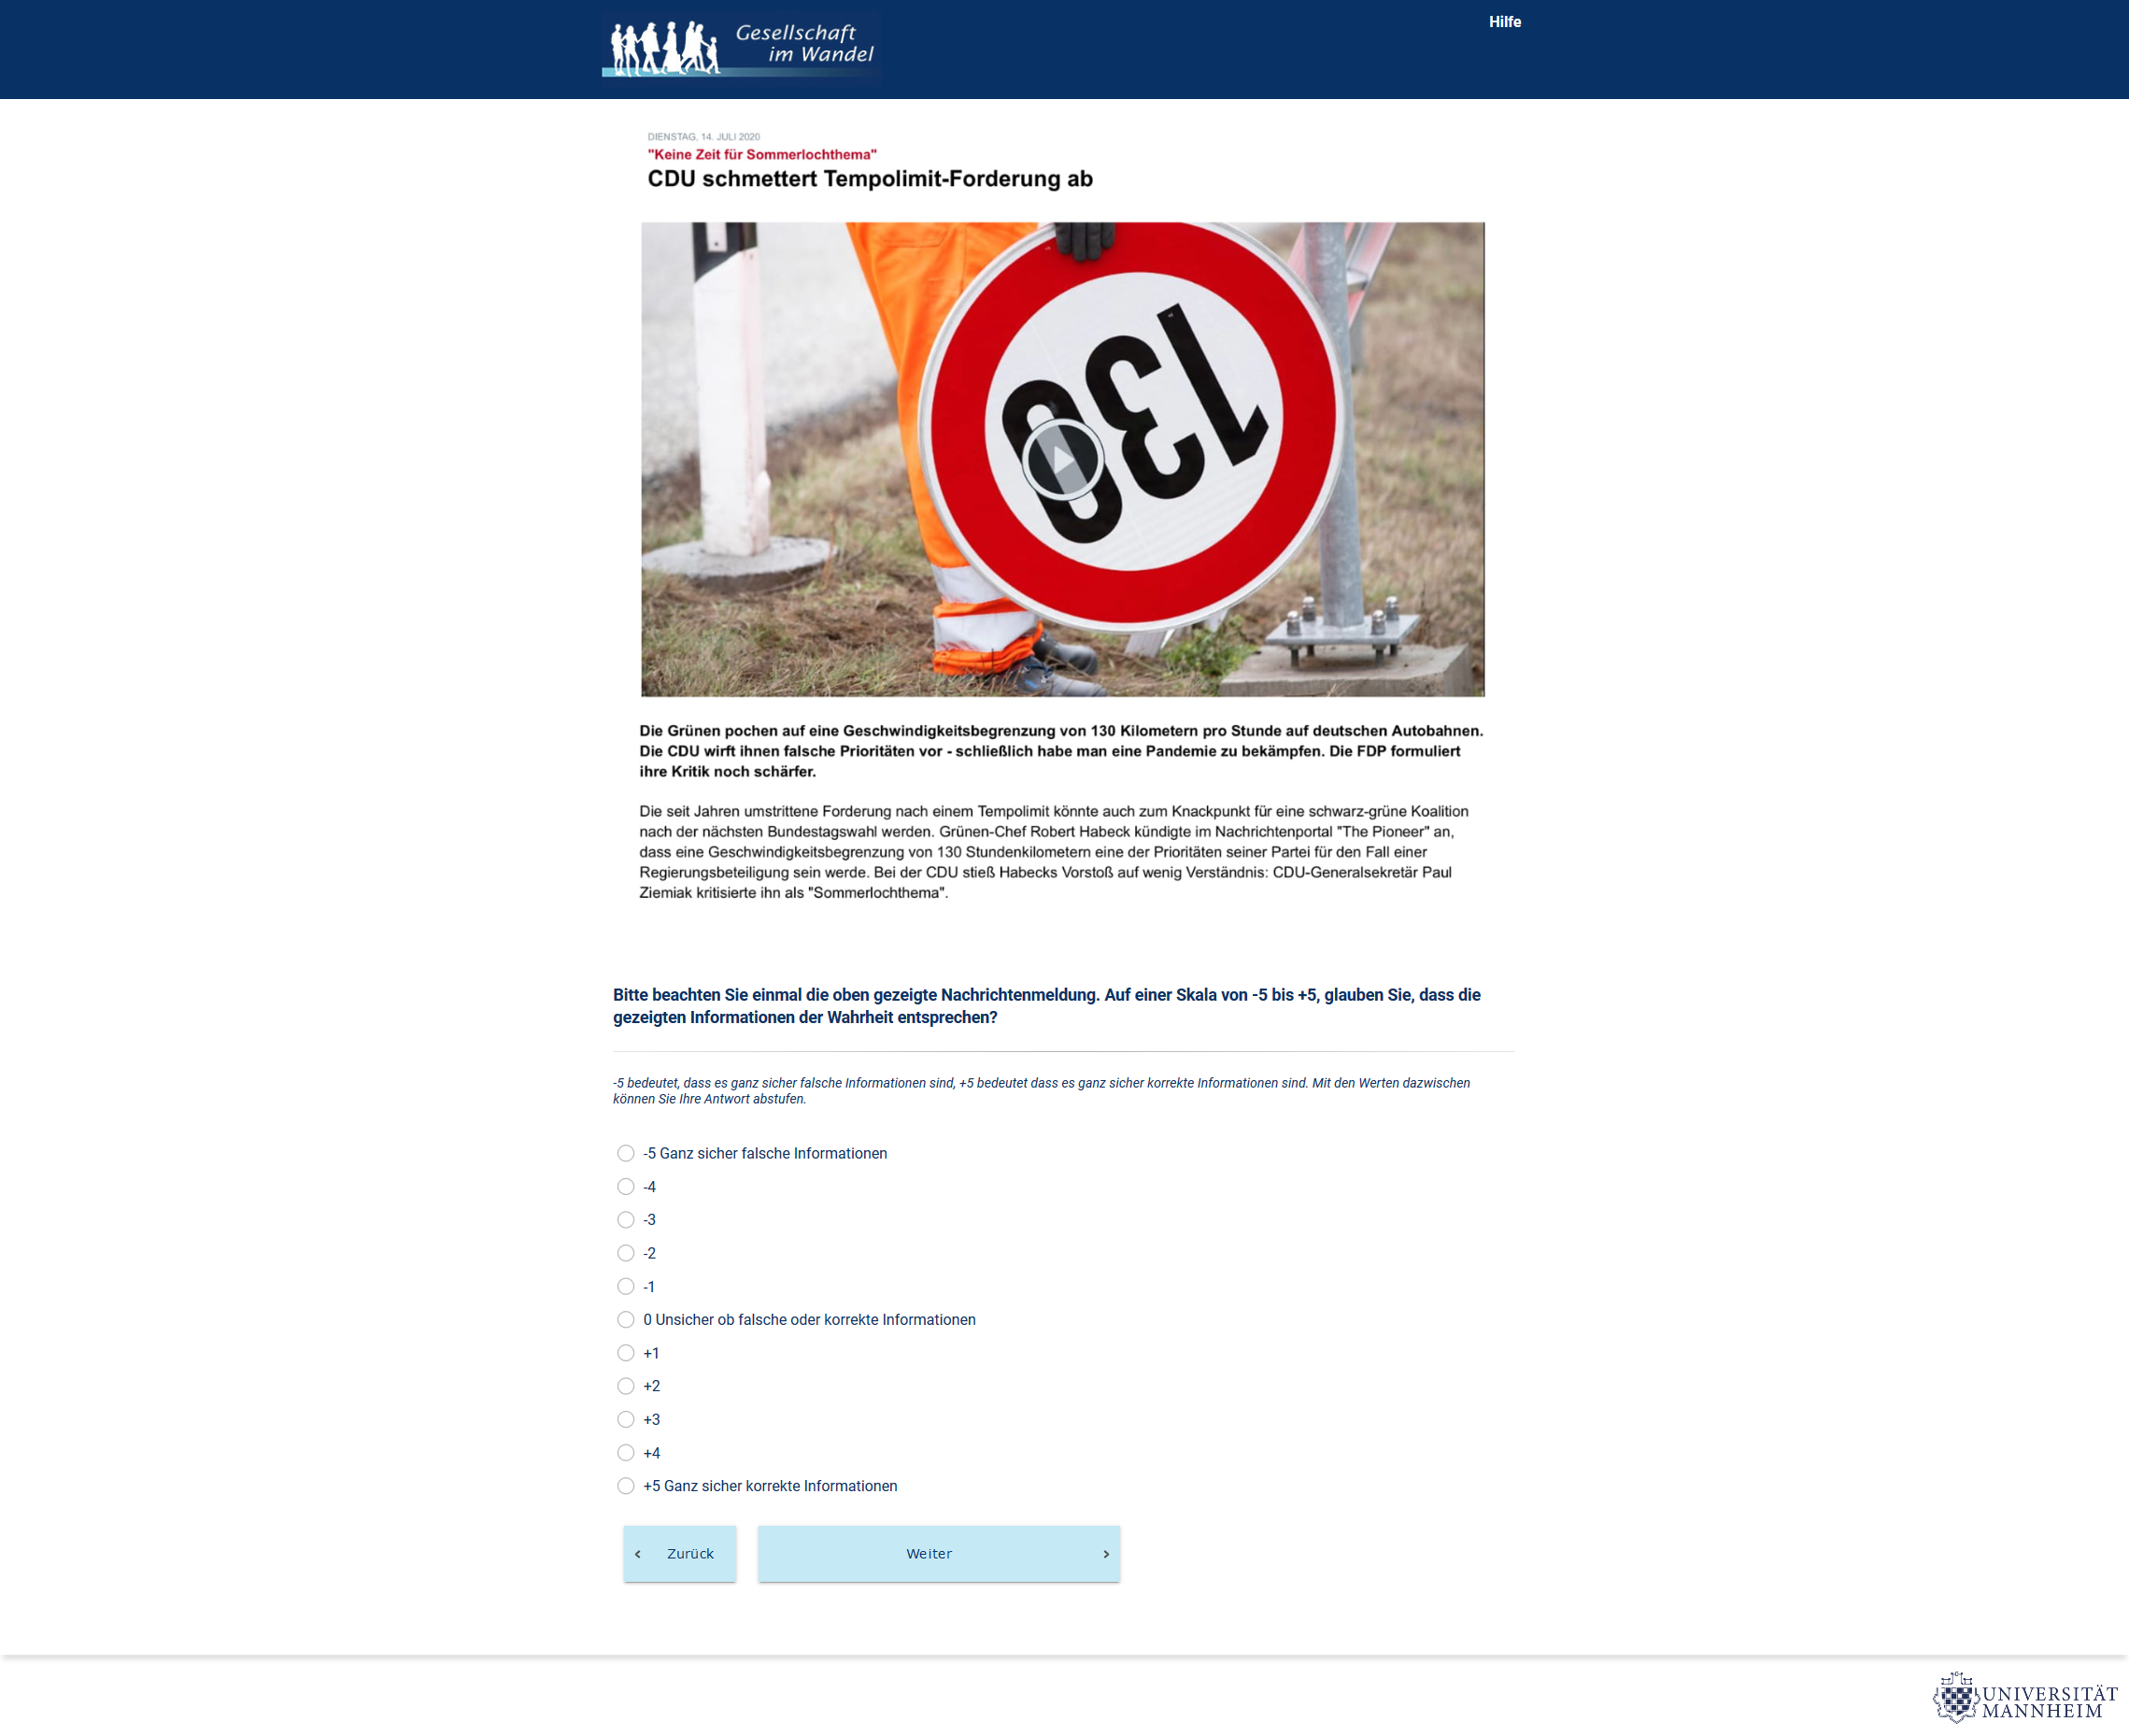 Gesellschaft
im Wandel
Hilfe
DIENSTAG, 14. JULI 2020
"Keine Zeit für Sommerlochthema"
CDU schmettert Tempolimit-Forderung ab
130
Die Grünen pochen auf eine Geschwindigkeitsbegrenzung von 130 Kilometern pro Stunde auf deutschen Autobahnen.
Die CDU wirft ihnen falsche Prioritäten vor - schließlich habe man eine Pandemie zu bekämpfen. Die FDP formuliert
ihre Kritik noch schärfer.
Die seit Jahren umstrittene Forderung nach einem Tempolimit könnte auch zum Knackpunkt für eine schwarz-grüne Koalition
nach der nächsten Bundestagswahl werden. Grünen-Chef Robert Habeck kündigte im Nachrichtenportal "The Pioneer" an,
dass eine Geschwindigkeitsbegrenzung von 130 Stundenkilometern eine der Prioritäten seiner Partei für den Fall einer
Regierungsbeteiligung sein werde. Bei der CDU stieß Habecks Vorstoß auf wenig Verständnis: CDU-Generalsekretär Paul
Ziemiak kritisierte ihn als "Sommerlochthema".
Bitte beachten Sie einmal die oben gezeigte Nachrichtenmeldung. Auf einer Skala von -5 bis +5, glauben Sie, dass die
gezeigten Informationen der Wahrheit entsprechen?
-5 bedeutet, dass es ganz sicher falsche Informationen sind, +5 bedeutet dass es ganz sicher korrekte Informationen sind. Mit den Werten dazwischen
können Sie Ihre Antwort abstufen.
-5 Ganz sicher falsche Informationen
-4
-3
-2
-1
0 Unsicher ob falsche oder korrekte Informationen
+1
+2
+3
+4
+5 Ganz sicher korrekte Informationen
Zurück
Weiter
UNIVERSITÄT
MANNHEIM